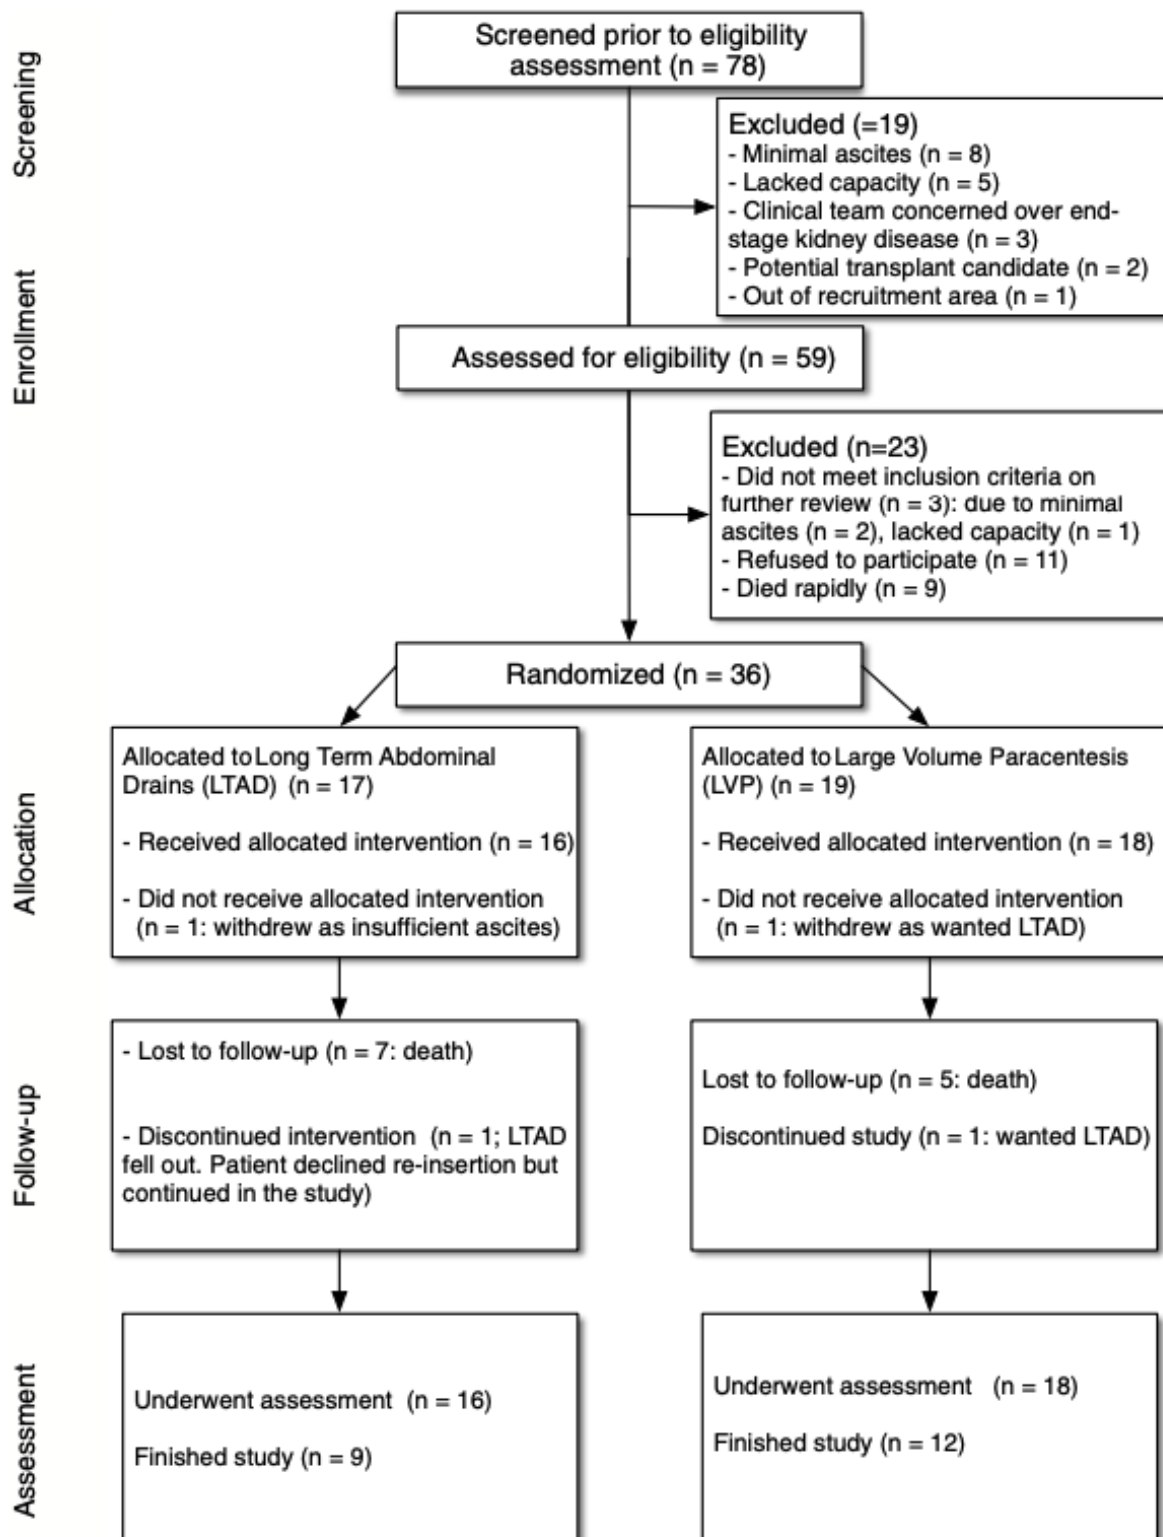 Screening
Screened prior to eligibility
assessment (n = 78)
Excluded (=19)
- Minimal ascites (n = 8)
- Lacked capacity (n = 5)
- Clinical team concerned over end-
stage kidney disease (n = 3)
- Potential transplant candidate (n = 2)
- Out of recruitment area (n = 1)
Enrollment
Assessed for eligibility (n = 59)
Excluded (n=23)
- Did not meet inclusion criteria on
further review (n = 3): due to minimal
ascites (n = 2), lacked capacity (n = 1)
- Refused to participate (n = 11)
- Died rapidly (n = 9)
Randomized (n = 36)
Allocation
Allocated to Long Term Abdominal
Drains (LTAD) (n = 17)
- Received allocated intervention (n = 16)
- Did not receive allocated intervention
(n = 1: withdrew as insufficient ascites)
Allocated to Large Volume Paracentesis
(LVP) (n = 19)
- Received allocated intervention (n = 18)
- Did not receive allocated intervention
(n = 1: withdrew as wanted LTAD)
Follow-up
- Lost to follow-up (n = 7: death)
- Discontinued intervention (n = 1; LTAD
fell out. Patient declined re-insertion but
continued in the study)
Lost to follow-up (n = 5: death)
Discontinued study (n = 1: wanted LTAD)
Assessment
Underwent assessment (n = 16)
Finished study (n = 9)
Underwent assessment (n = 18)
Finished study (n = 12)